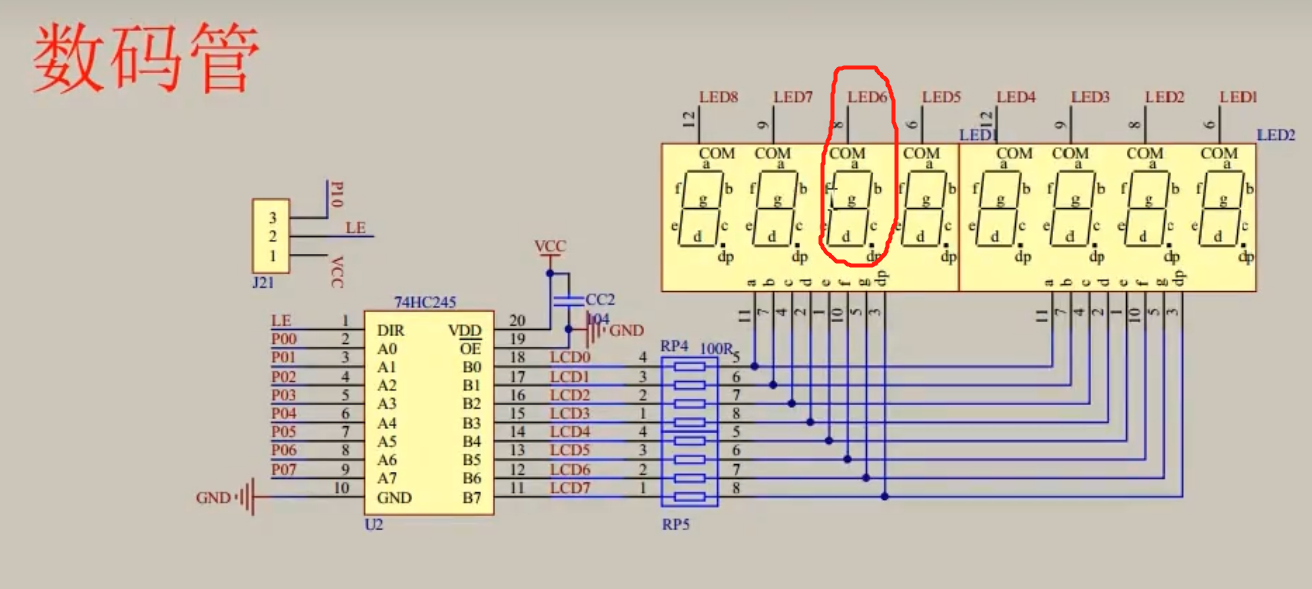 数码管
LED8 LED7 LED6 LED5 LED4 LED3 LED2 LED1
12 9 8 6 12 9 8 6
LED1 LED2
COM COM COM COM COM COM COM COM
a a a a a a a a
f b f b f b f b f b f b f b f b
g g g g g g g g
e c e c e c e c e c e c e c e c
d d d d d d d d
dp dp dp dp dp dp dp dp
a b c d e f g dp a b c d e f g dp
11 7 4 2 1 10 5 3 11 7 4 2 1 10 5 3
P10
3
2 LE
1 VCC
J21
VCC
CC2
104
GND
74HC245
LE 1 DIR VDD 20
P00 2 A0 OE 19
P01 3 A1 B0 18 LCD0 4 5
P02 4 A2 B1 17 LCD1 3 6
P03 5 A3 B2 16 LCD2 2 7
P04 6 A4 B3 15 LCD3 1 8
P05 7 A5 B4 14 LCD4 4 5
P06 8 A6 B5 13 LCD5 3 6
P07 9 A7 B6 12 LCD6 2 7
GND 10 GND B7 11 LCD7 1 8
U2
RP4 100R
RP5